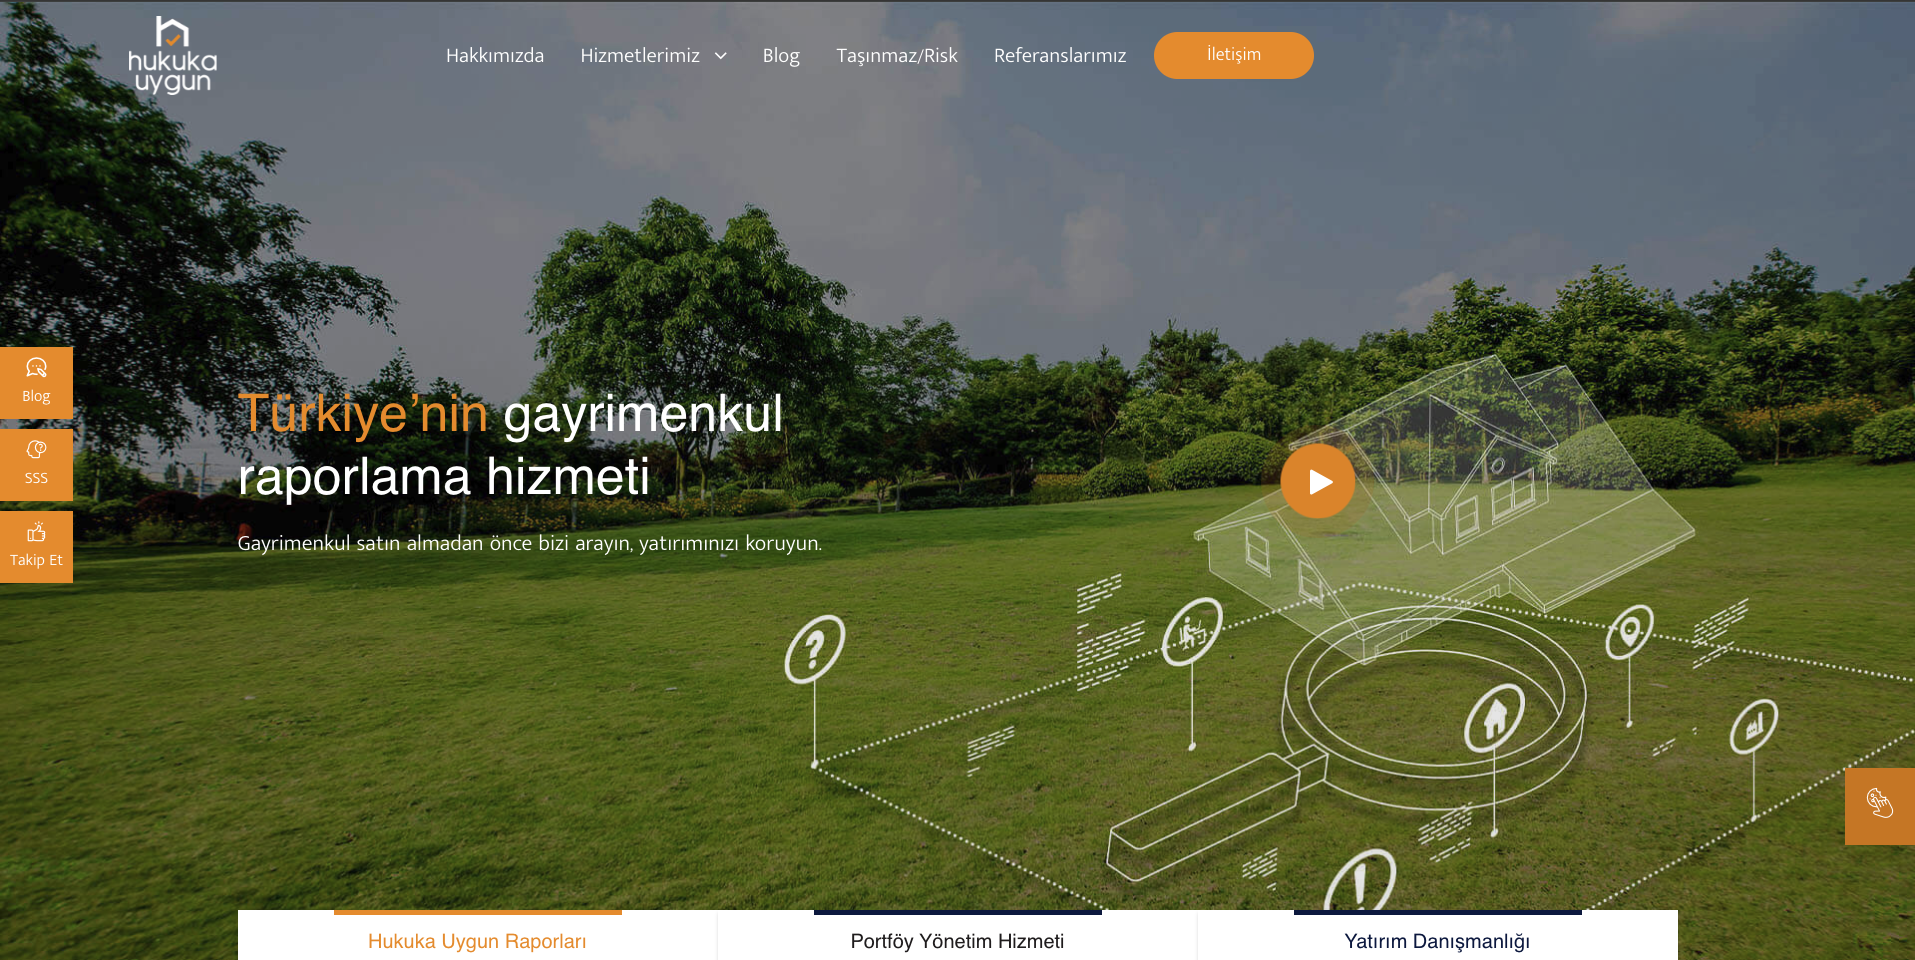 hukuka
uygun
Hakkımızda
Hizmetlerimiz
Blog
Taşınmaz/Risk
Referanslarımız
İletişim
Blog
SSS
Takip Et
Türkiye’nin gayrimenkul
raporlama hizmeti
Gayrimenkul satın almadan önce bizi arayın, yatırımınızı koruyun.
?
!
Hukuka Uygun Raporları
Portföy Yönetim Hizmeti
Yatırım Danışmanlığı